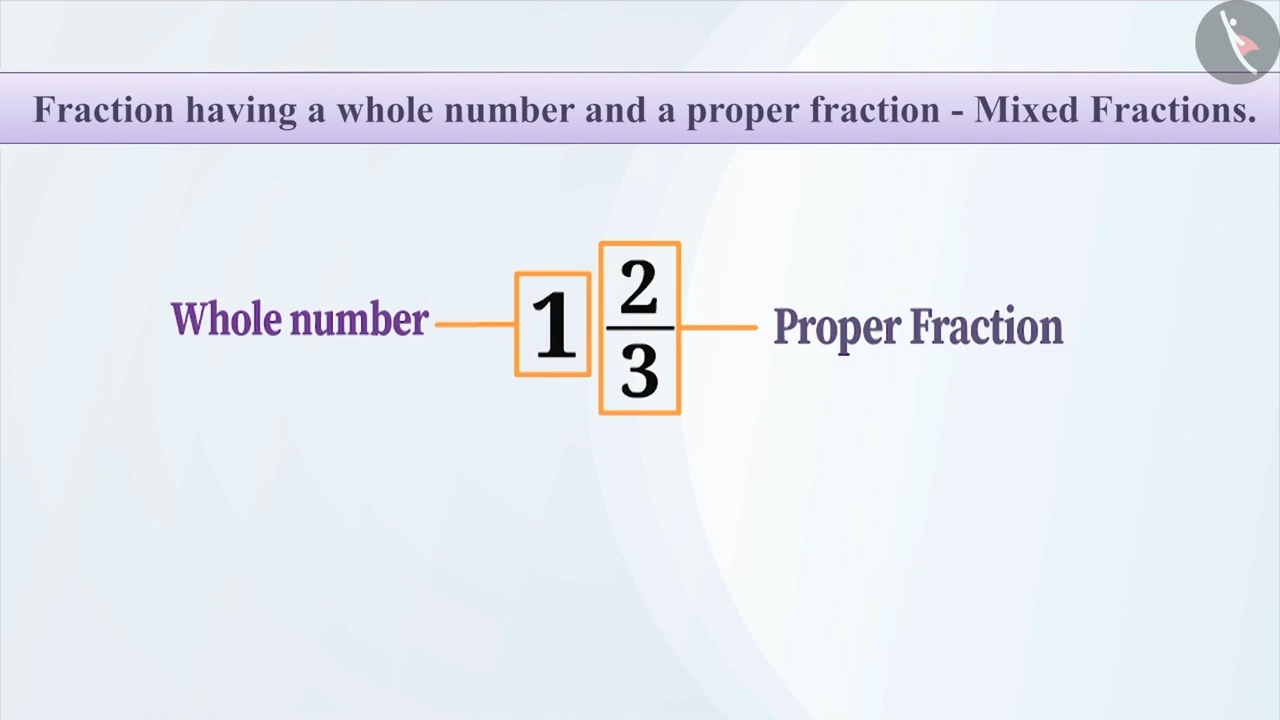 Fraction having a whole number and a proper fraction - Mixed Fractions.
Whole number 1 2/3 Proper Fraction